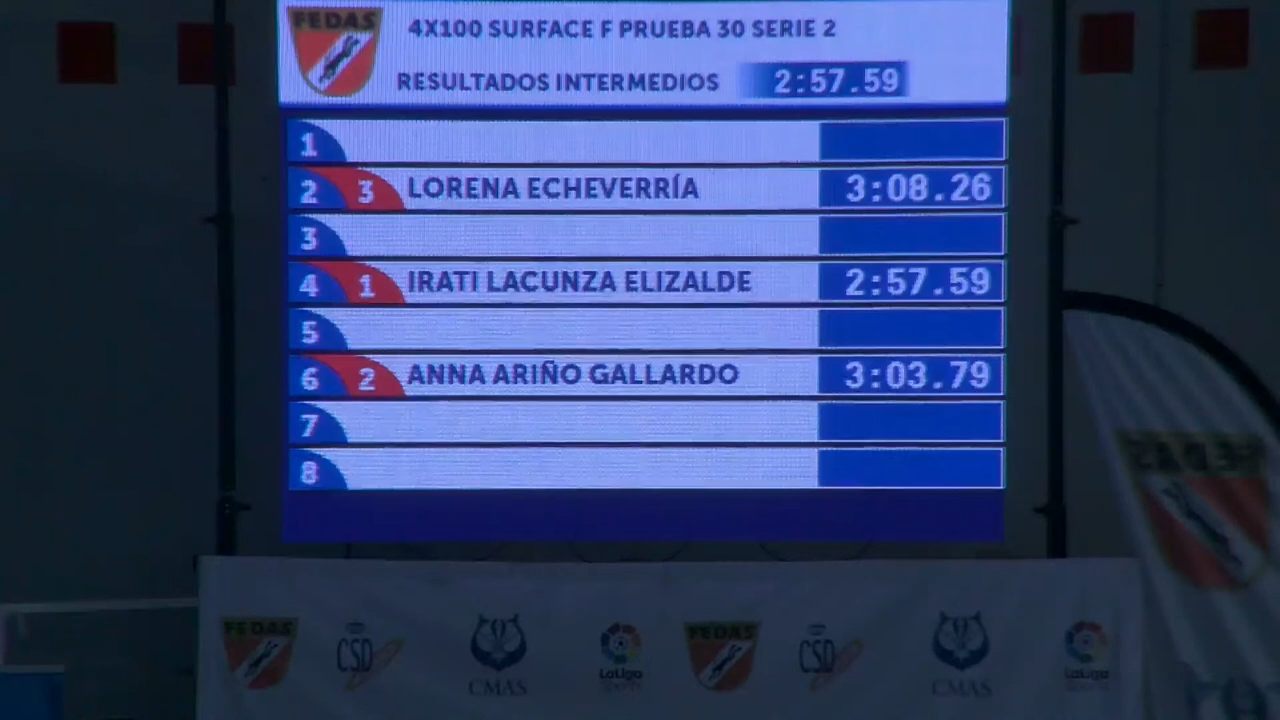 FEDAS
4X100 SURFACE F PRUEBA 30 SERIE 2
RESULTADOS INTERMEDIOS 2:57.59
1
2 3 LORENA ECHEVERRÍA 3:08.26
3
4 1 IRATI LACUNZA ELIZALDE 2:57.59
5
6 2 ANNA ARIÑO GALLARDO 3:03.79
7
8
FEDAS CSD CMAS LaLiga FEDAS CSD CMAS LaLiga